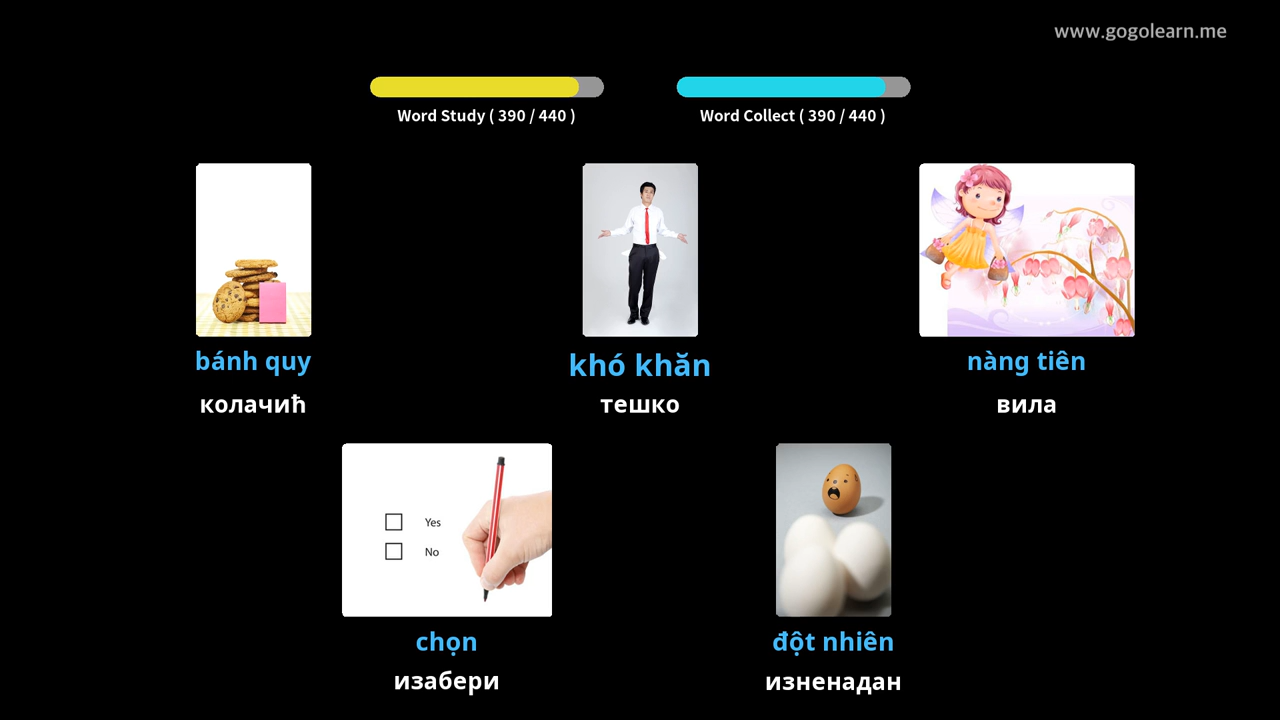 www.gogolearn.me
Word Study ( 390 / 440 )
Word Collect ( 390 / 440 )
bánh quy
колачић
khó khăn
тешко
nàng tiên
вила
Yes
No
chọn
изабери
đột nhiên
изненадан